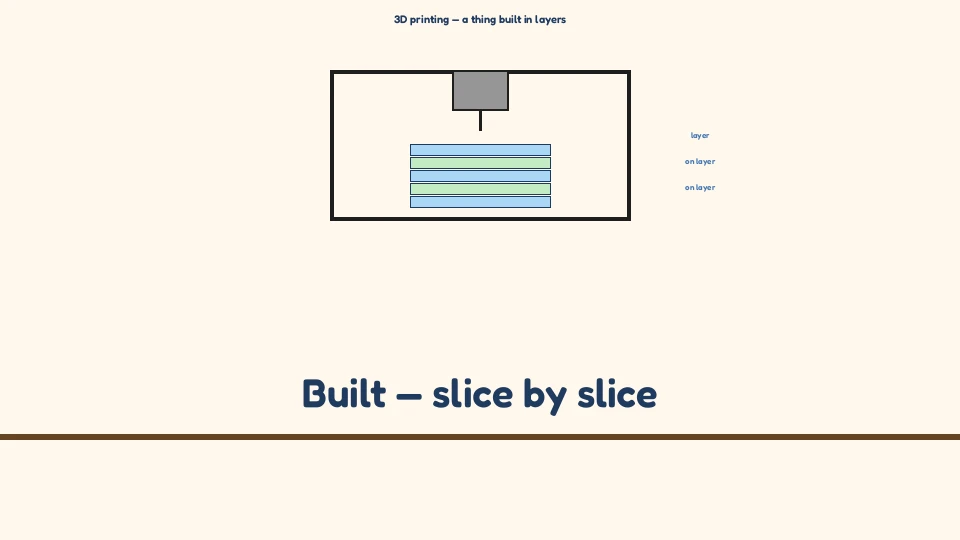 3D printing — a thing built in layers
layer
on layer
on layer
Built — slice by slice